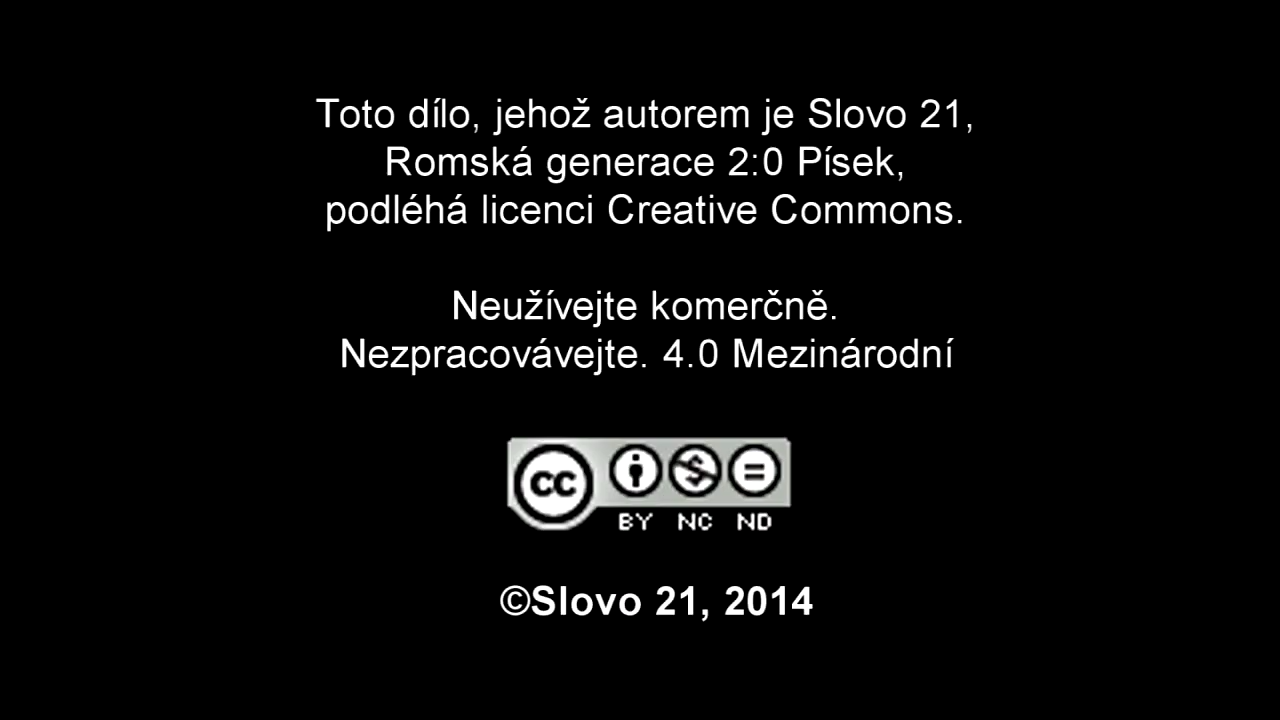 Toto dílo, jehož autorem je Slovo 21,
Romská generace 2:0 Písek,
podléhá licenci Creative Commons.
Neužívejte komerčně.
Nezpracovávejte. 4.0 Mezinárodní
cc
BY NC ND
©Slovo 21, 2014